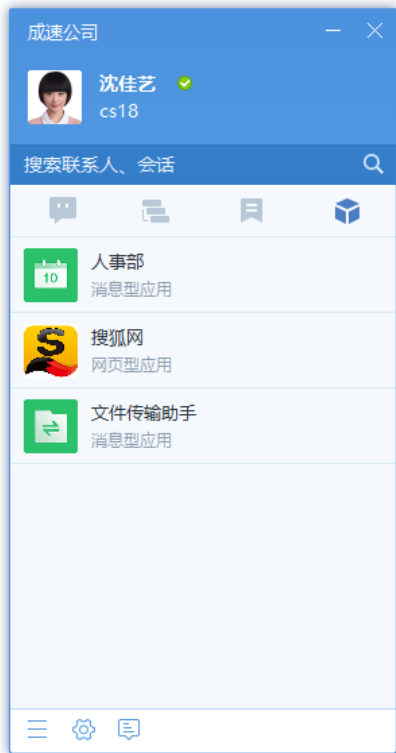 成速公司
沈佳艺
cs18
搜索联系人、会话
10
人事部
消息型应用
S
搜狐网
网页型应用
文件传输助手
消息型应用